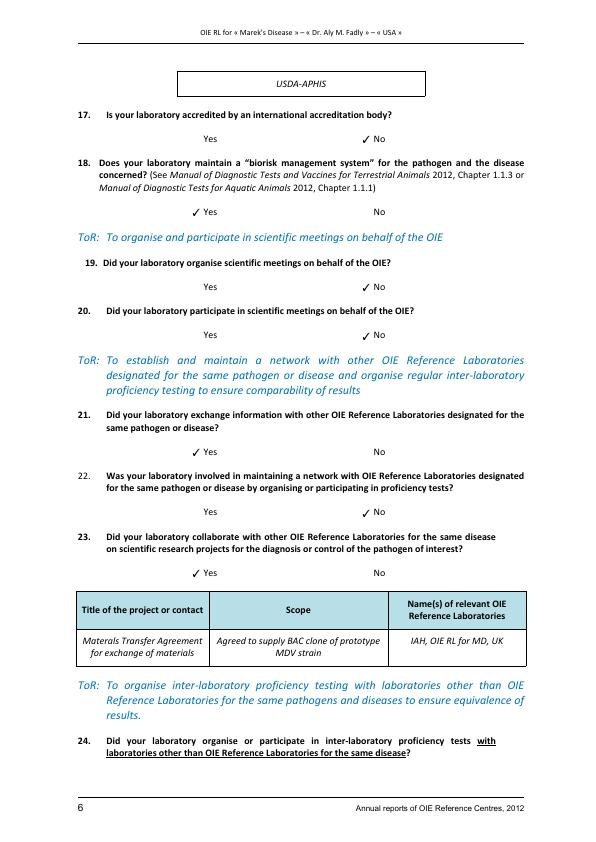 OIE RL for « Marek's Disease » – « Dr. Aly M. Fadly » – « USA »
USDA-APHIS
17. Is your laboratory accredited by an international accreditation body?
Yes ✓ No
18. Does your laboratory maintain a “biorisk management system” for the pathogen and the disease
concerned? (See Manual of Diagnostic Tests and Vaccines for Terrestrial Animals 2012, Chapter 1.1.3 or
Manual of Diagnostic Tests for Aquatic Animals 2012, Chapter 1.1.1)
✓ Yes No
ToR: To organise and participate in scientific meetings on behalf of the OIE
19. Did your laboratory organise scientific meetings on behalf of the OIE?
Yes ✓ No
20. Did your laboratory participate in scientific meetings on behalf of the OIE?
Yes ✓ No
ToR: To establish and maintain a network with other OIE Reference Laboratories
designated for the same pathogen or disease and organise regular inter-laboratory
proficiency testing to ensure comparability of results
21. Did your laboratory exchange information with other OIE Reference Laboratories designated for the
same pathogen or disease?
✓ Yes No
22. Was your laboratory involved in maintaining a network with OIE Reference Laboratories designated
for the same pathogen or disease by organising or participating in proficiency tests?
Yes ✓ No
23. Did your laboratory collaborate with other OIE Reference Laboratories for the same disease
on scientific research projects for the diagnosis or control of the pathogen of interest?
✓ Yes No
Title of the project or contact Scope Name(s) of relevant OIE
Reference Laboratories
Materals Transfer Agreement Agreed to supply BAC clone of prototype IAH, OIE RL for MD, UK
for exchange of materials MDV strain
ToR: To organise inter-laboratory proficiency testing with laboratories other than OIE
Reference Laboratories for the same pathogens and diseases to ensure equivalence of
results.
24. Did your laboratory organise or participate in inter-laboratory proficiency tests with
laboratories other than OIE Reference Laboratories for the same disease?
6 Annual reports of OIE Reference Centres, 2012